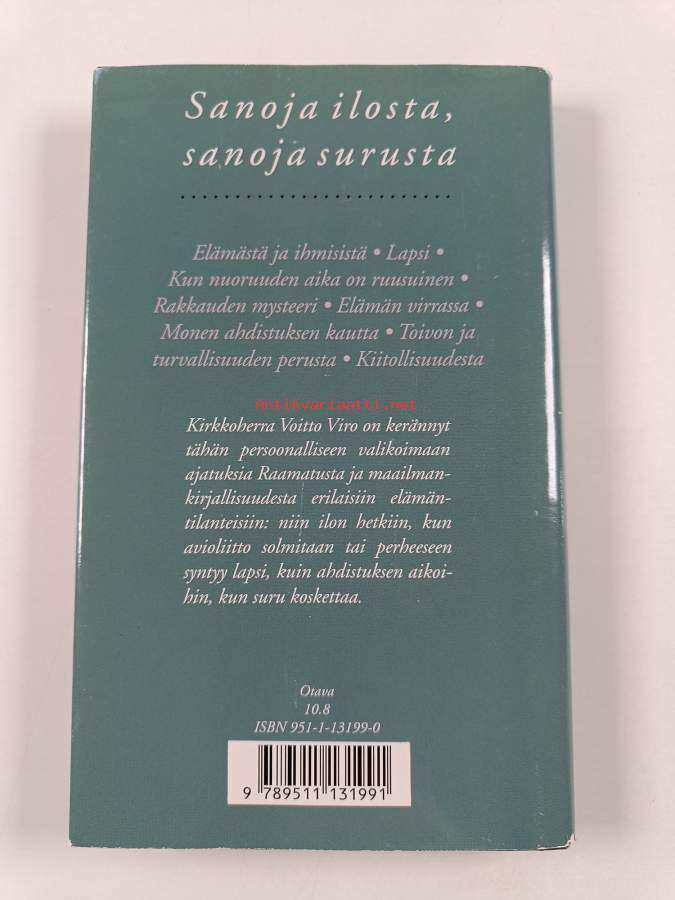 Sanoja ilosta,
sanoja surusta
Elämästä ja ihmisistä • Lapsi •
Kun nuoruuden aika on ruusuinen •
Rakkauden mysteeri • Elämän virrassa •
Monen ahdistuksen kautta • Toivon ja
turvallisuuden perusta • Kiitollisuudesta
Antikvariaatti.net
Kirkkoherra Voitto Viro on kerännyt
tähän persoonalliseen valikoimaan
ajatuksia Raamatusta ja maailman-
kirjallisuudesta erilaisiin elämän-
tilanteisiin: niin ilon hetkiin, kun
avioliitto solmitaan tai perheeseen
syntyy lapsi, kuin ahdistuksen aikoi-
hin, kun suru koskettaa.
Otava
10.8
ISBN 951-1-13199-0
9 789511 131991